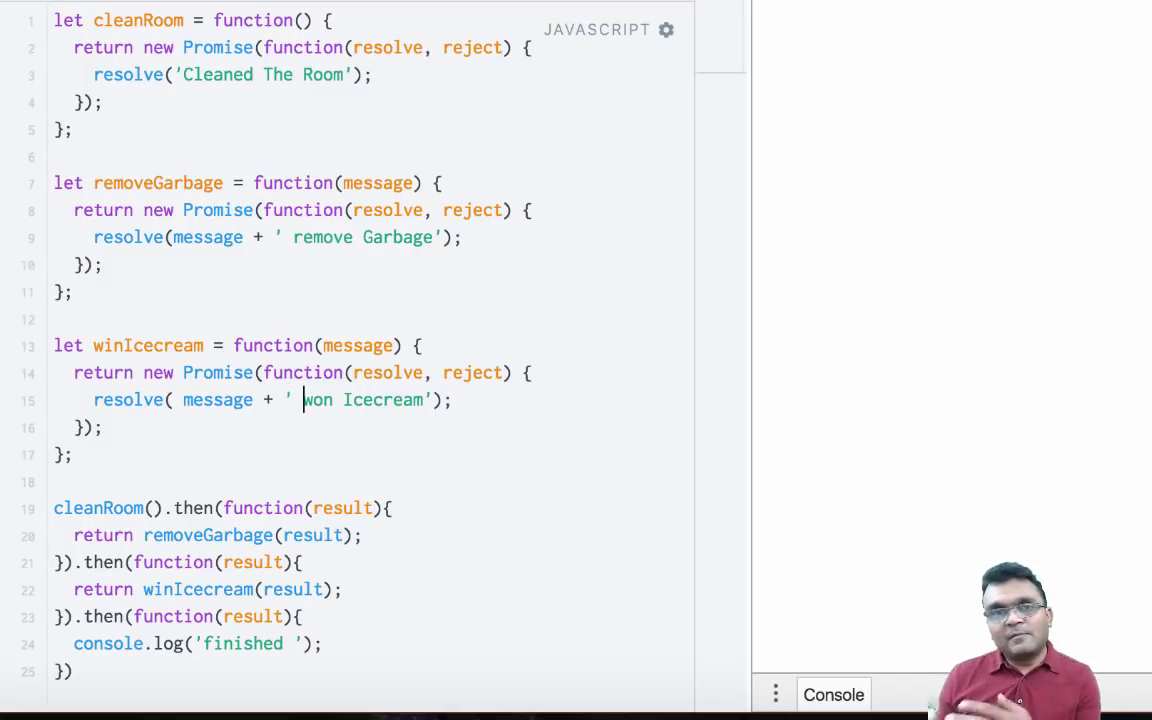 1 let cleanRoom = function() {
JAVASCRIPT
2 return new Promise(function(resolve, reject) {
3 resolve('Cleaned The Room');
4 });
5 };
6
7 let removeGarbage = function(message) {
8 return new Promise(function(resolve, reject) {
9 resolve(message + ' remove Garbage');
10 });
11 };
12
13 let winIcecream = function(message) {
14 return new Promise(function(resolve, reject) {
15 resolve( message + ' won Icecream');
16 });
17 };
18
19 cleanRoom().then(function(result){
20 return removeGarbage(result);
21 }).then(function(result){
22 return winIcecream(result);
23 }).then(function(result){
24 console.log('finished ');
25 })
Console